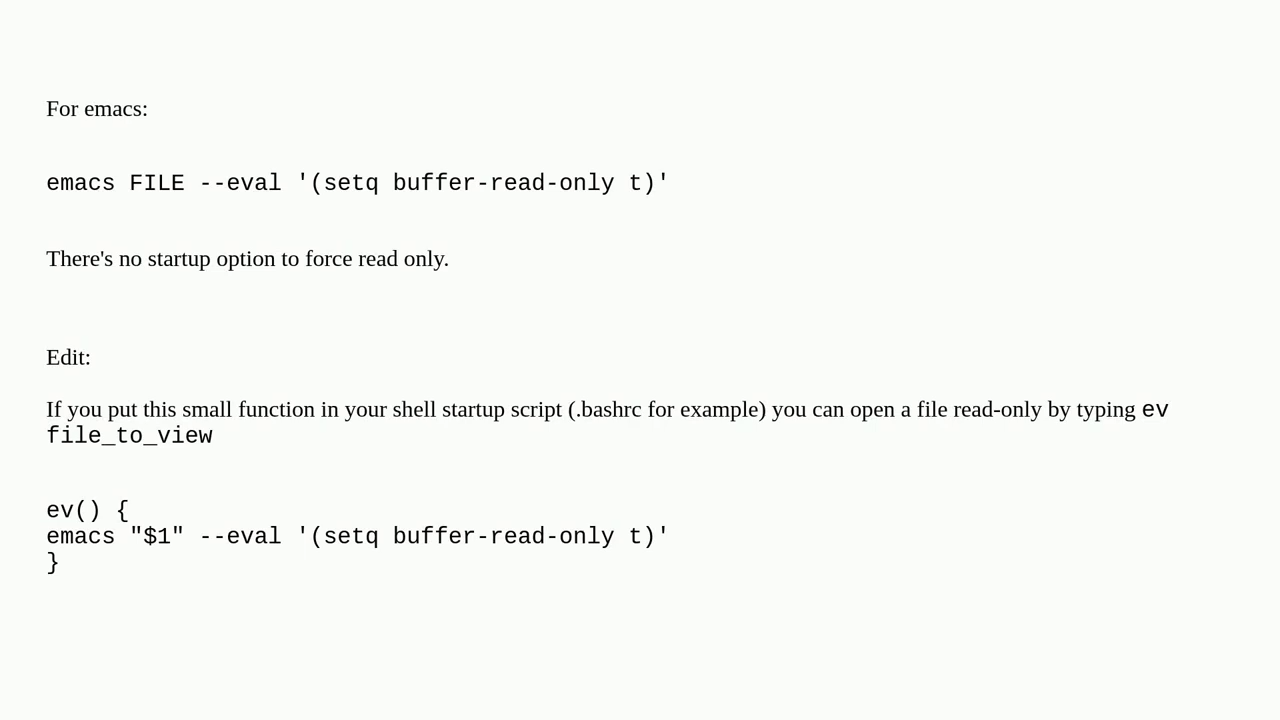 For emacs:
emacs FILE --eval '(setq buffer-read-only t)'
There's no startup option to force read only.
Edit:
If you put this small function in your shell startup script (.bashrc for example) you can open a file read-only by typing ev
file_to_view
ev() {
emacs "$1" --eval '(setq buffer-read-only t)'
}